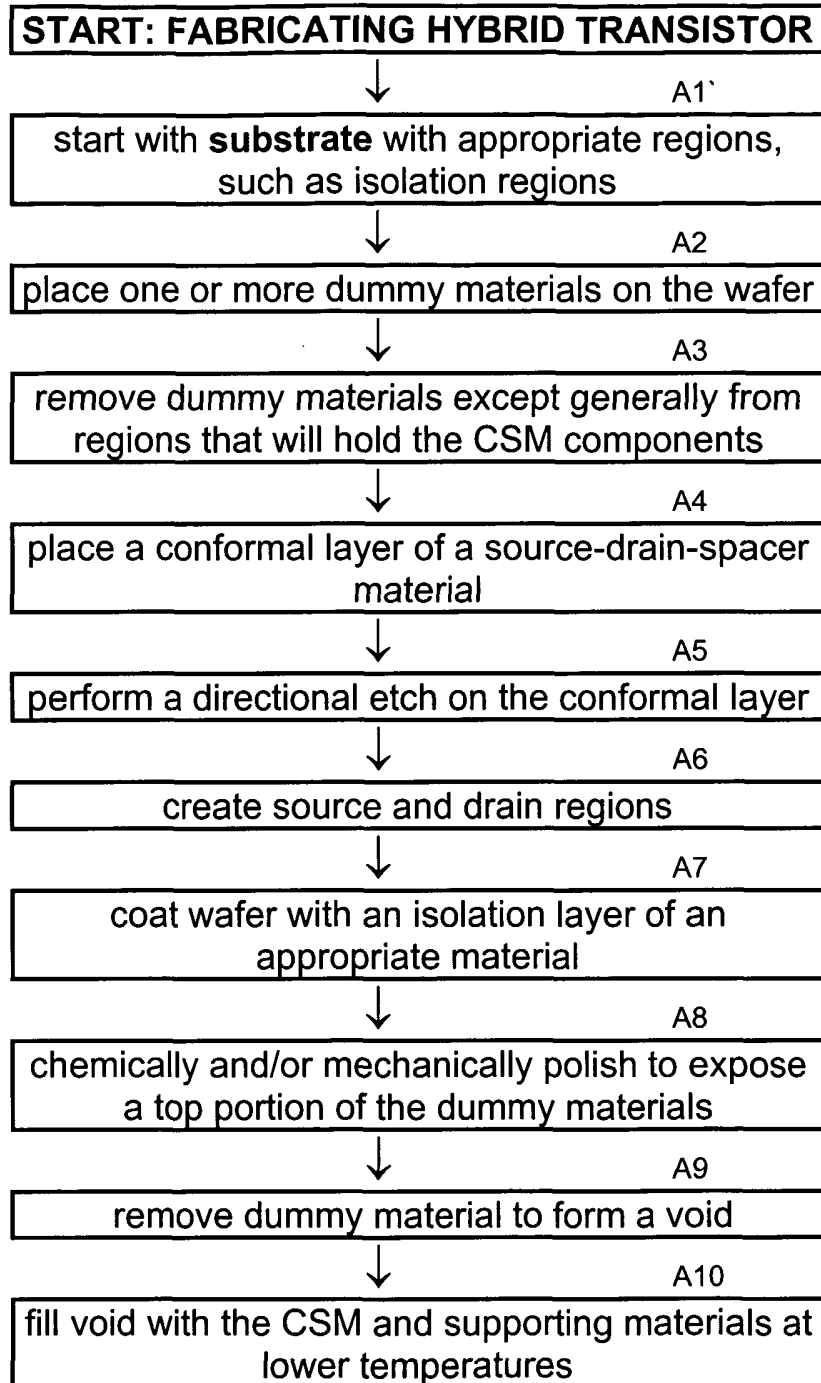 START: FABRICATING HYBRID TRANSISTOR
A1`
start with substrate with appropriate regions,
such as isolation regions
A2
place one or more dummy materials on the wafer
A3
remove dummy materials except generally from
regions that will hold the CSM components
A4
place a conformal layer of a source-drain-spacer
material
A5
perform a directional etch on the conformal layer
A6
create source and drain regions
A7
coat wafer with an isolation layer of an
appropriate material
A8
chemically and/or mechanically polish to expose
a top portion of the dummy materials
A9
remove dummy material to form a void
A10
fill void with the CSM and supporting materials at
lower temperatures